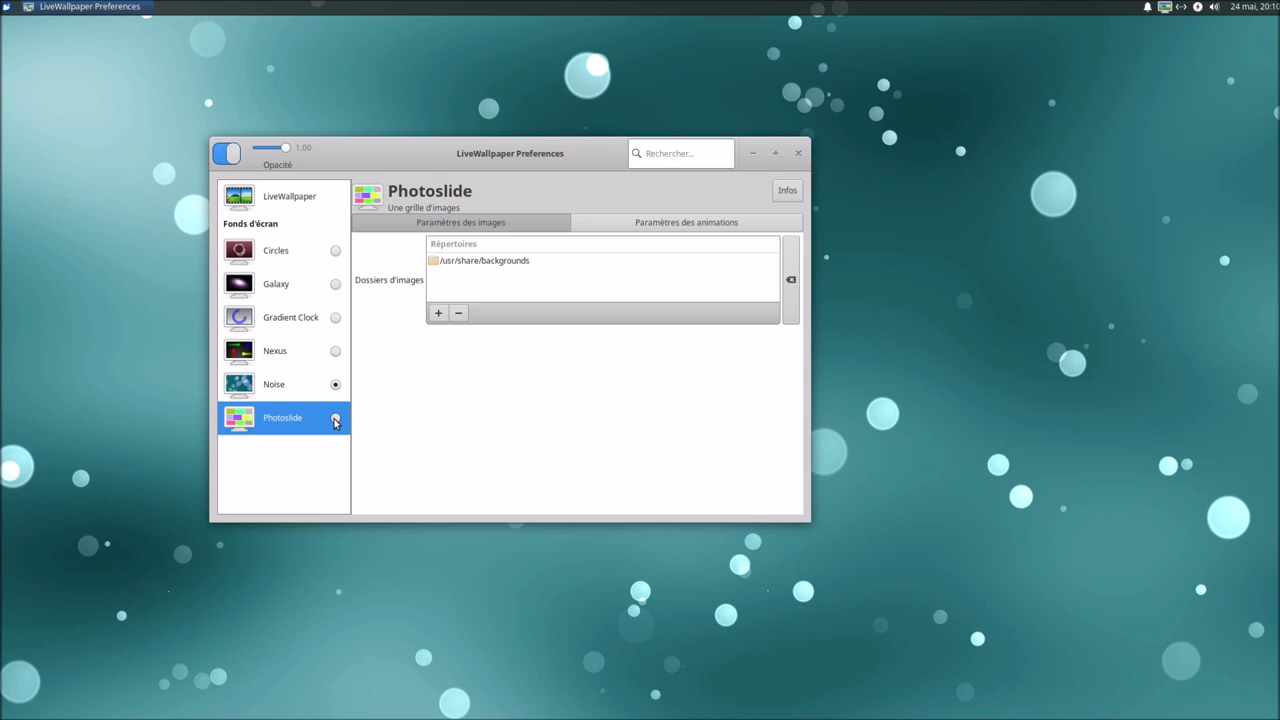 LiveWallpaper Preferences
24 mai, 20:10
1.00
Opacité
LiveWallpaper Preferences
Rechercher...
LiveWallpaper
Fonds d'écran
Circles
Galaxy
Gradient Clock
Nexus
Noise
Photoslide
Photoslide
Une grille d'images
Infos
Paramètres des images
Paramètres des animations
Répertoires
/usr/share/backgrounds
Dossiers d'images